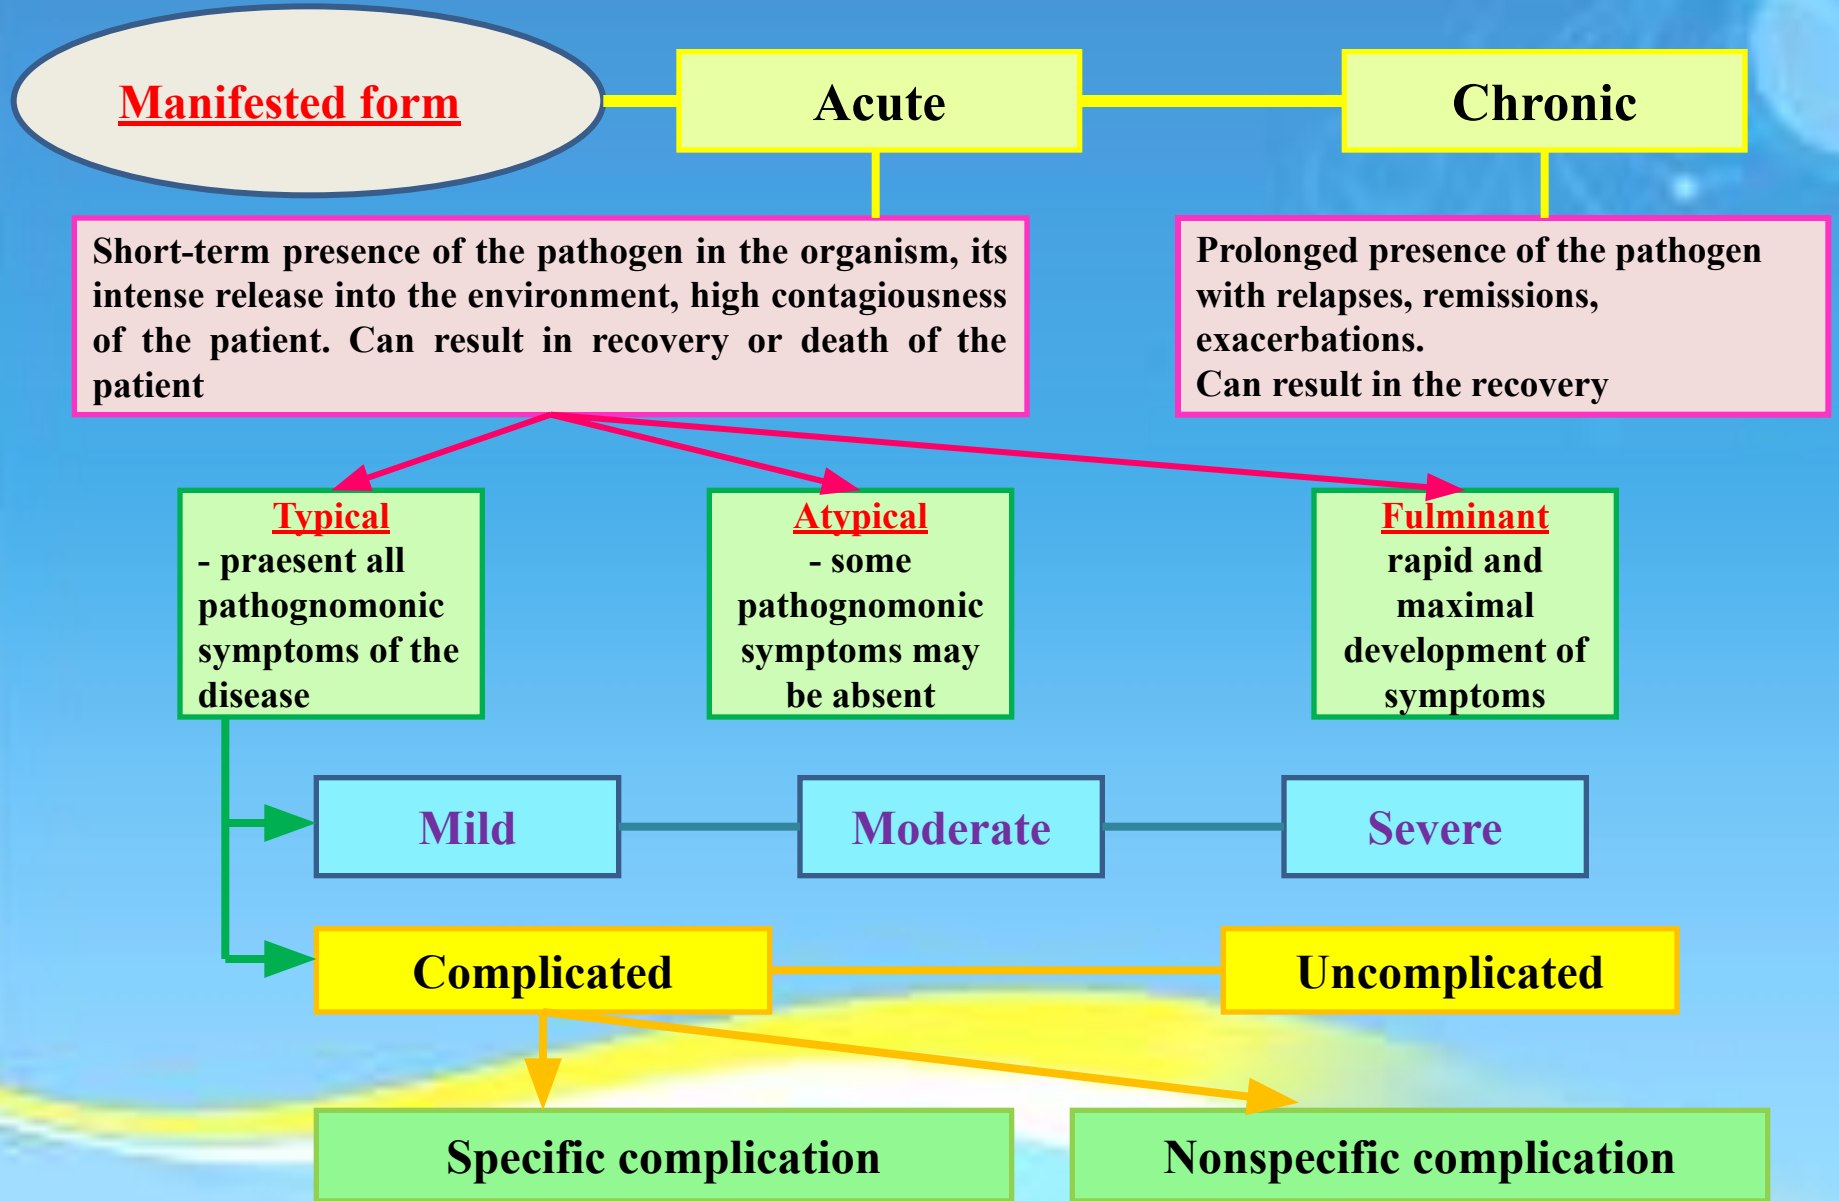 Manifested form
Acute
Chronic
Short-term presence of the pathogen in the organism, its
intense release into the environment, high contagiousness
of the patient. Can result in recovery or death of the
patient
Prolonged presence of the pathogen
with relapses, remissions,
exacerbations.
Can result in the recovery
Typical
- praesent all
pathognomonic
symptoms of the
disease
Atypical
- some
pathognomonic
symptoms may
be absent
Fulminant
rapid and
maximal
development of
symptoms
Mild
Moderate
Severe
Complicated
Uncomplicated
Specific complication
Nonspecific complication